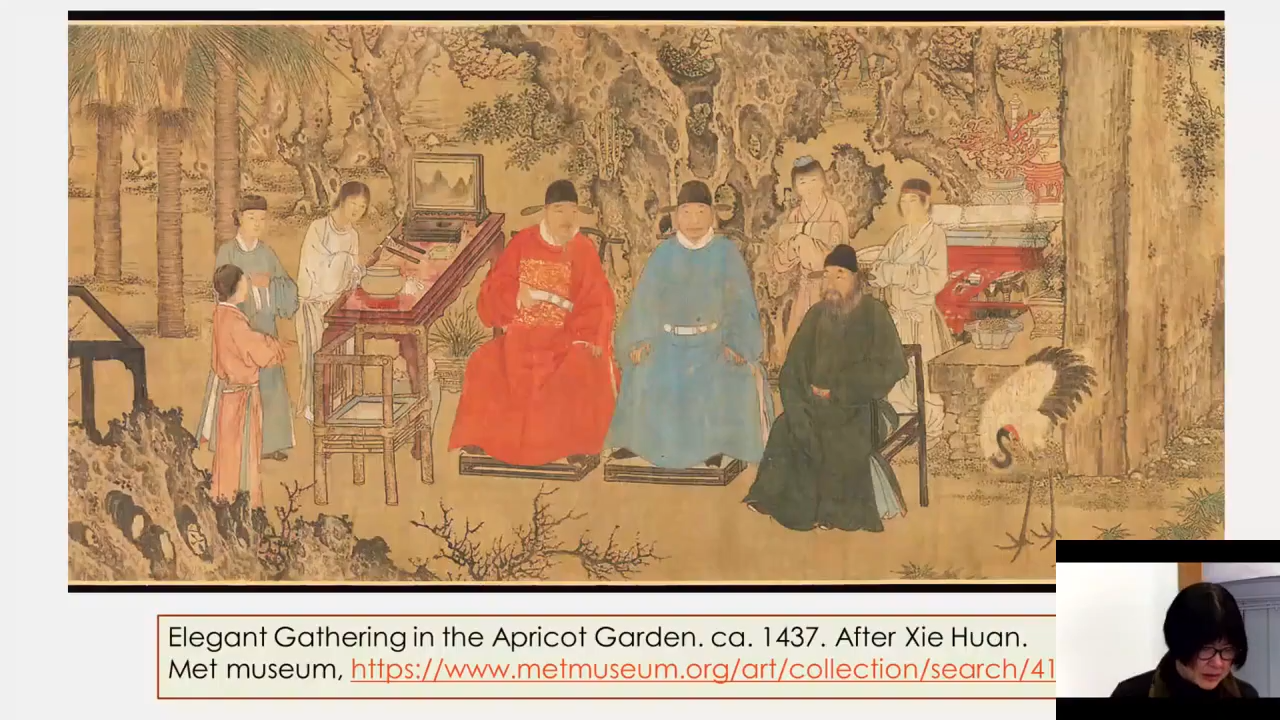 Elegant Gathering in the Apricot Garden. ca. 1437. After Xie Huan.
Met museum, https://www.metmuseum.org/art/collection/search/41